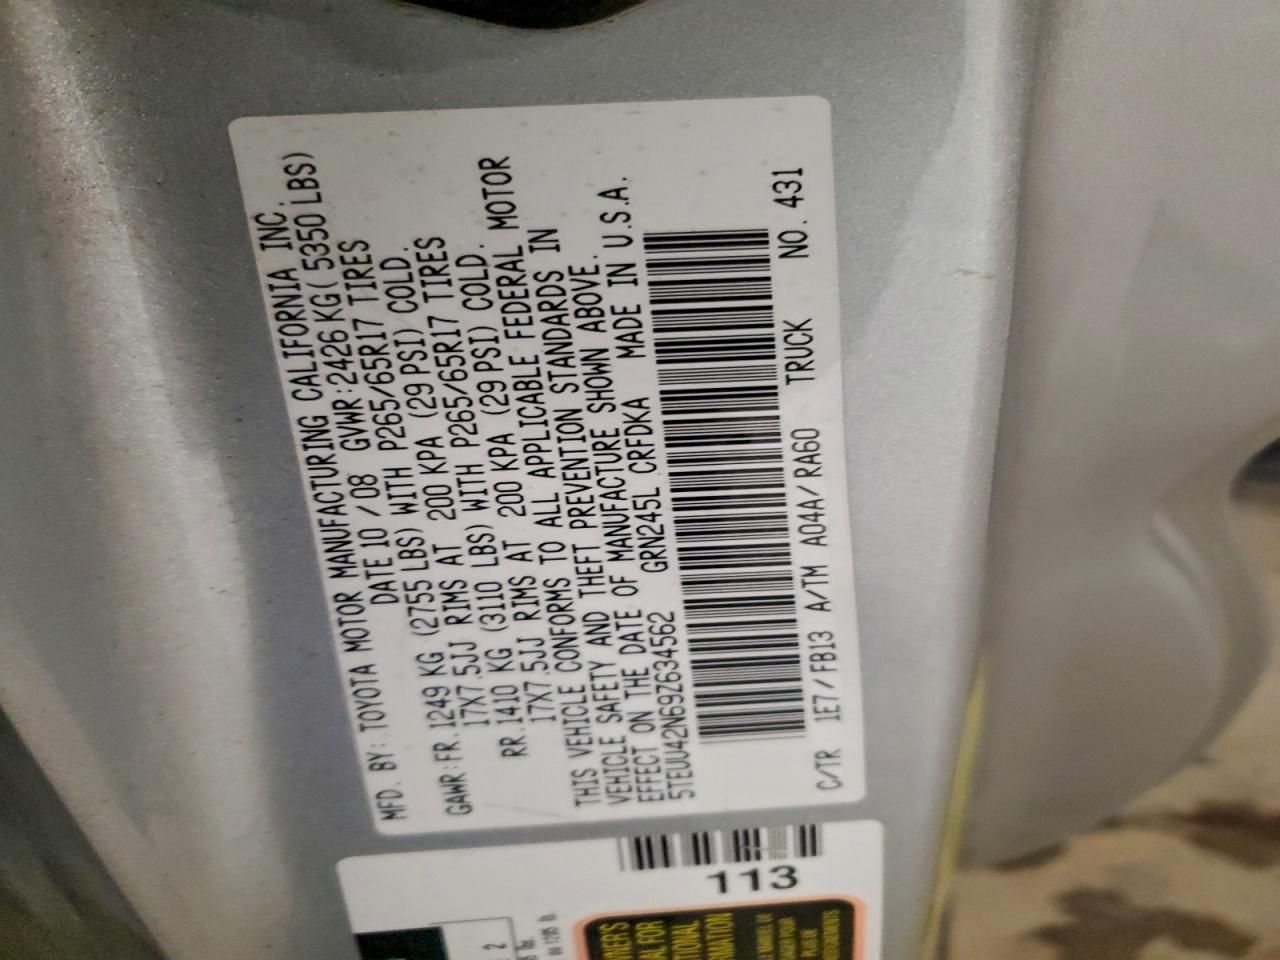 MFD. BY: TOYOTA MOTOR MANUFACTURING CALIFORNIA INC.
DATE 10 / 08 GVWR: 2426 KG ( 5350 LBS)
GAWR: FR. 1249 KG (2755 LBS) WITH P265/65R17 TIRES
17X7.5JJ RIMS AT 200 KPA (29 PSI) COLD.
RR. 1410 KG (3110 LBS) WITH P265/65R17 TIRES
17X7.5JJ RIMS AT 200 KPA (29 PSI) COLD.
THIS VEHICLE CONFORMS TO ALL APPLICABLE FEDERAL MOTOR
VEHICLE SAFETY AND THEFT PREVENTION STANDARDS IN
EFFECT ON THE DATE OF MANUFACTURE SHOWN ABOVE.
5TEUU42N69Z634562 GRN245L CRFDKA MADE IN U.S.A.
C/TR 1E7/FB13 A/TM A04A/RA60 TRUCK NO. 431
113
2